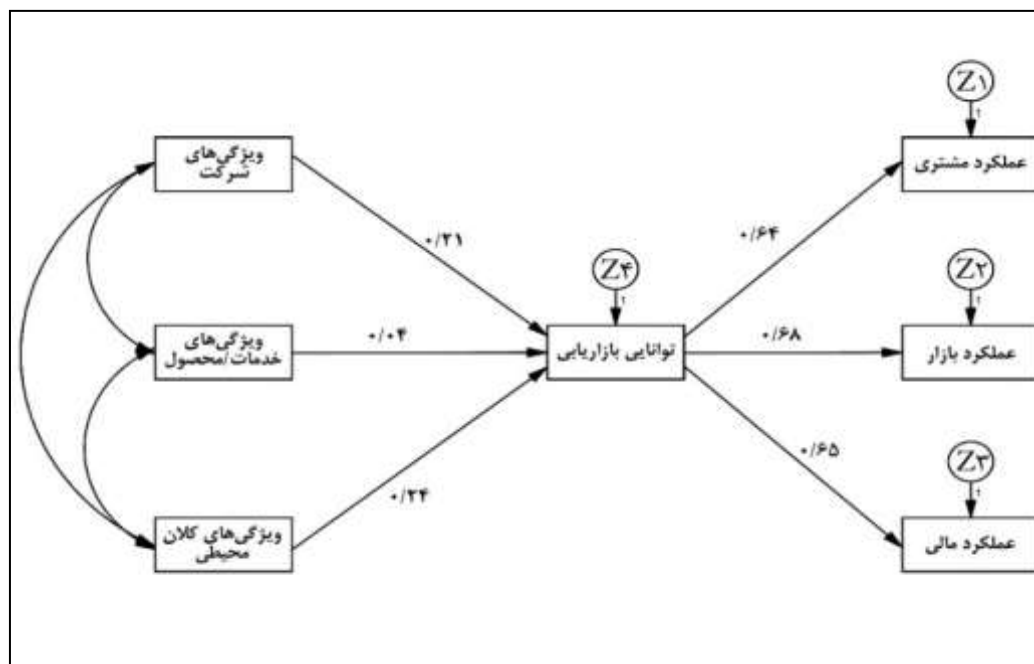 Z۱
۱
ویژگی‌های
شرکت
عملکرد مشتری
۰/۲۱
۰/۶۴
Z۴
۱
Z۲
۱
ویژگی‌های
خدمات/محصول
۰/۰۴
توانایی بازاریابی
۰/۶۸
عملکرد بازار
۰/۲۴
۰/۶۵
Z۳
۱
ویژگی‌های کلان
محیطی
عملکرد مالی